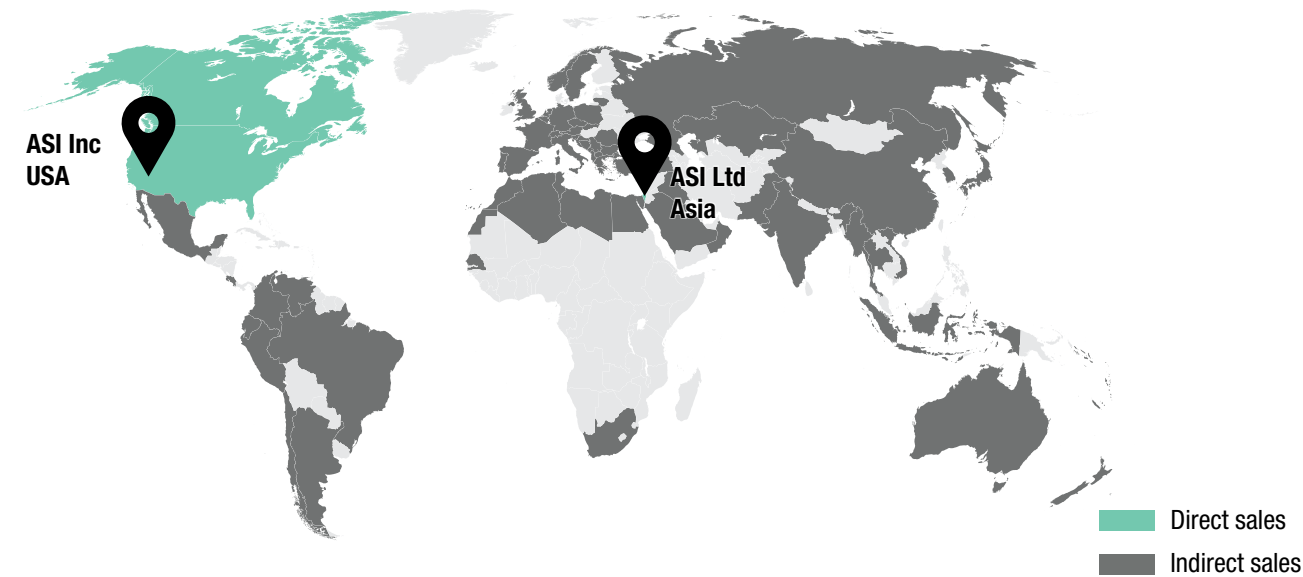 ASI Inc
USA
ASI Ltd
Asia
Direct sales
Indirect sales